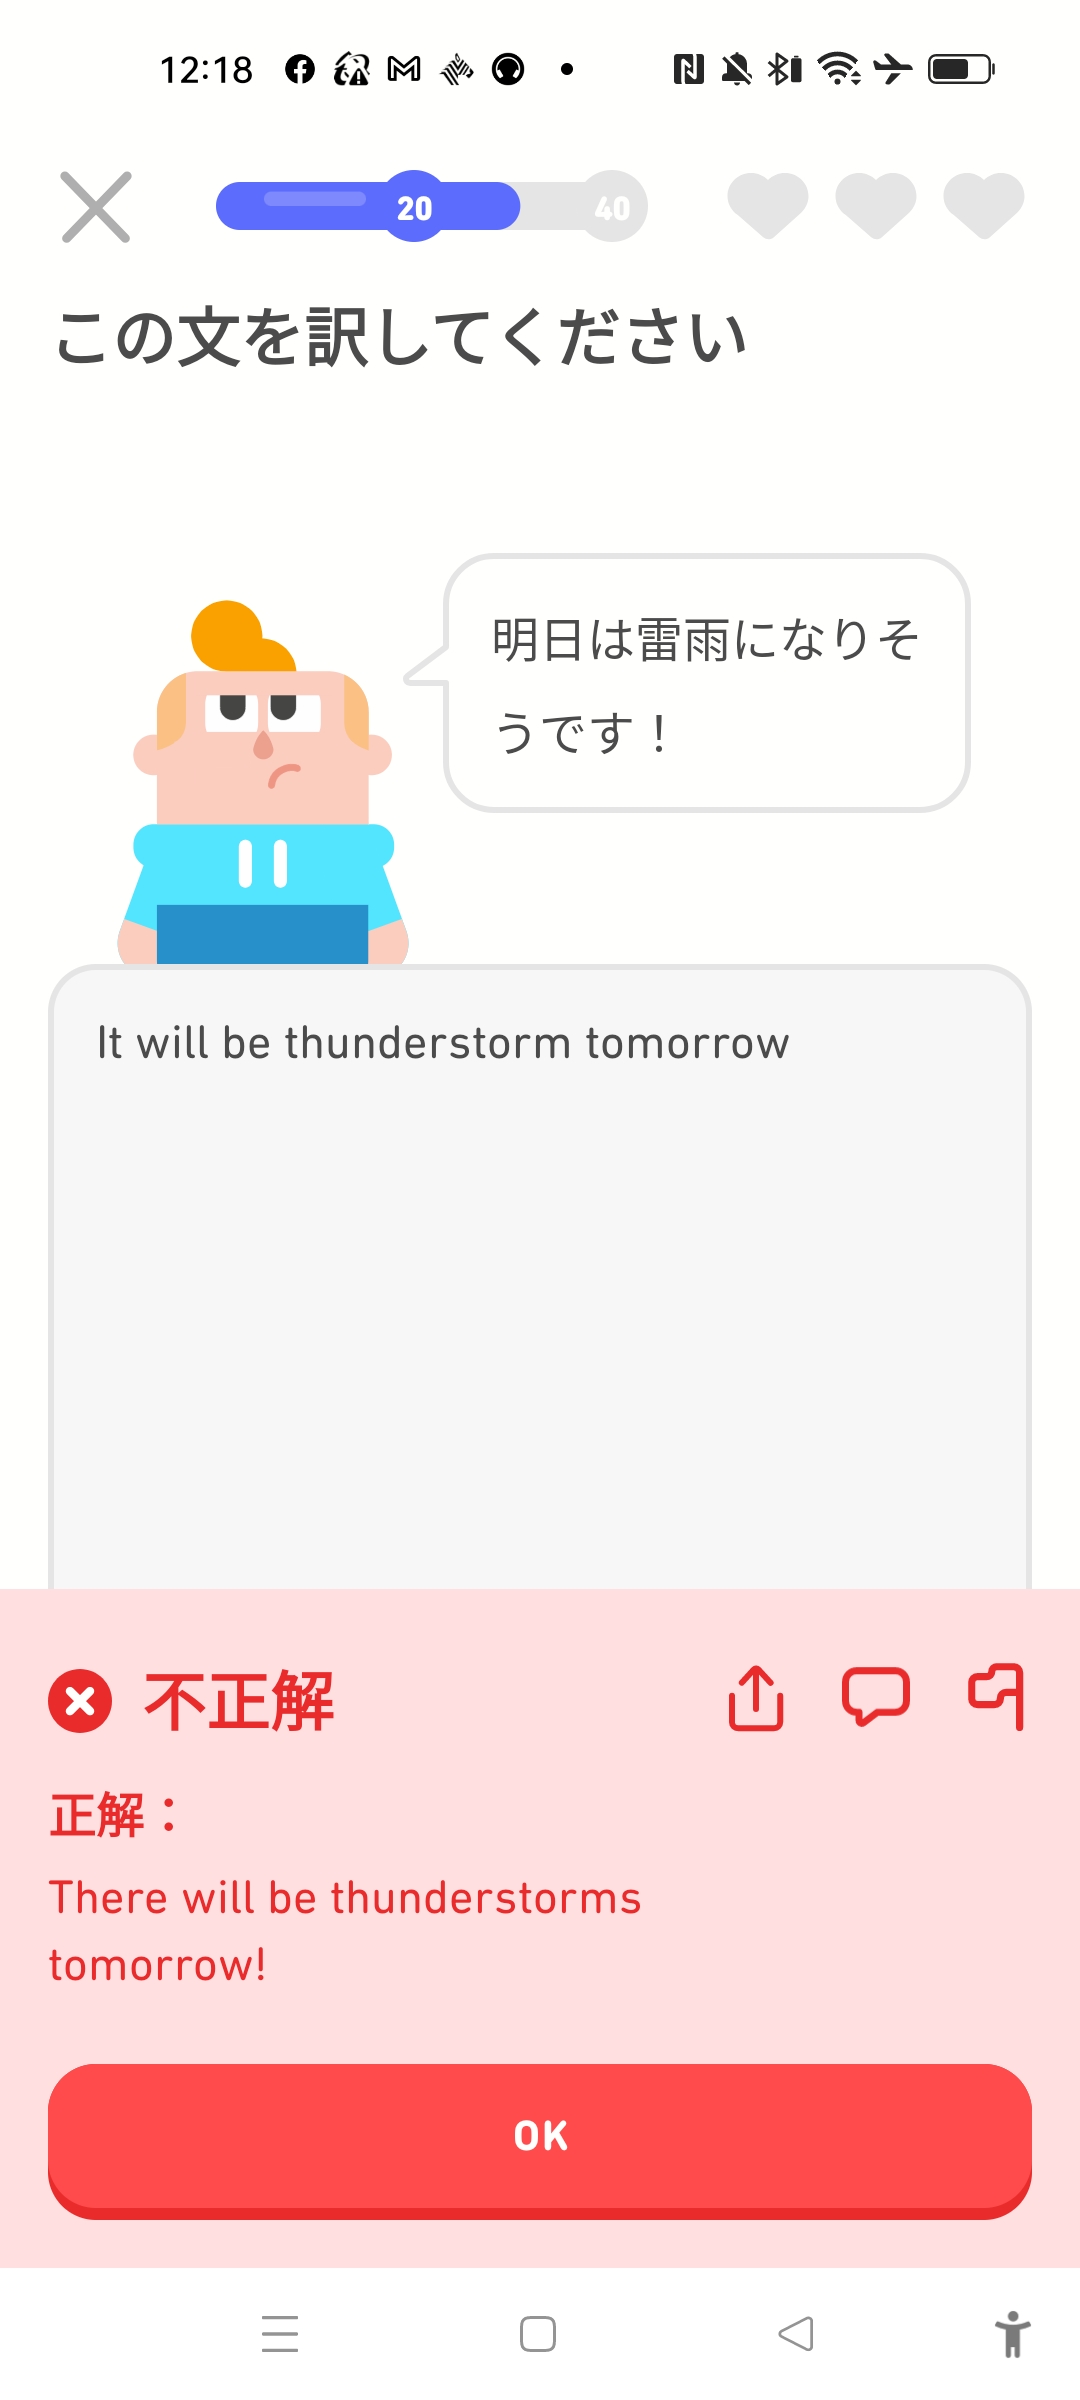 12:18
20
40
この文を訳してください
明日は雷雨になりそ
うです！
It will be thunderstorm tomorrow
不正解
正解：
There will be thunderstorms
tomorrow!
OK